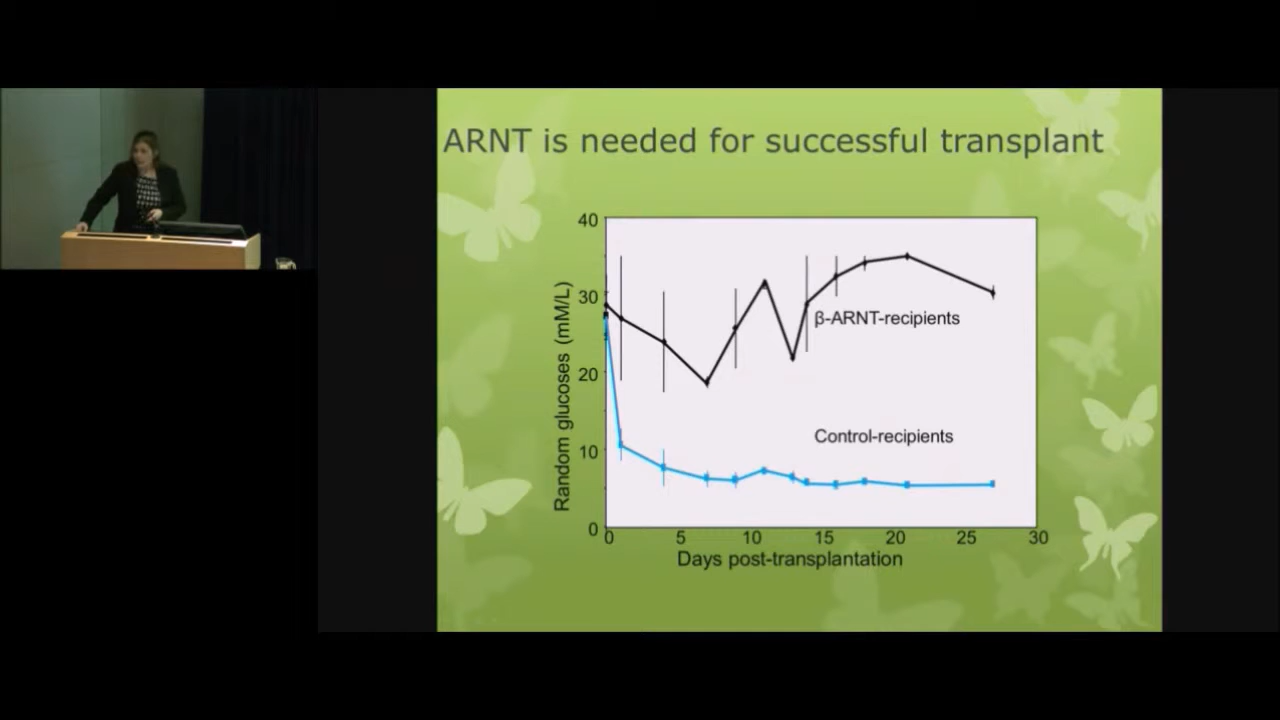 ARNT is needed for successful transplant
40
30
20
10
0
Random glucoses (mM/L)
β-ARNT-recipients
Control-recipients
0 5 10 15 20 25 30
Days post-transplantation